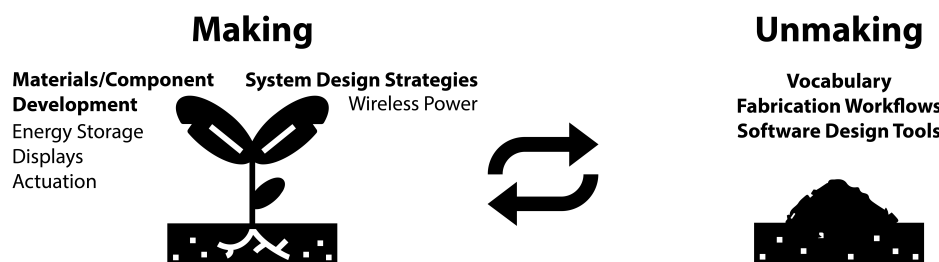 Making
Unmaking
Materials/Component
Development
Energy Storage
Displays
Actuation
System Design Strategies
Wireless Power
Vocabulary
Fabrication Workflows
Software Design Tools